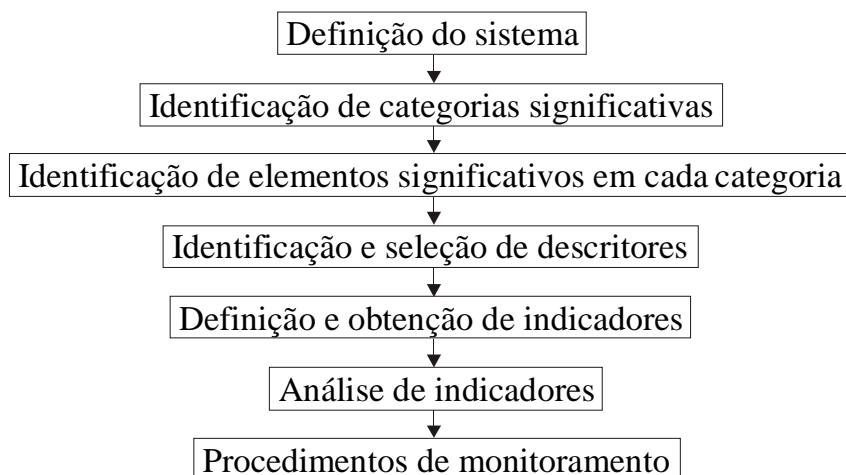 Definição do sistema
Identificação de categorias significativas
Identificação de elementos significativos em cada categoria
Identificação e seleção de descritores
Definição e obtenção de indicadores
Análise de indicadores
Procedimentos de monitoramento